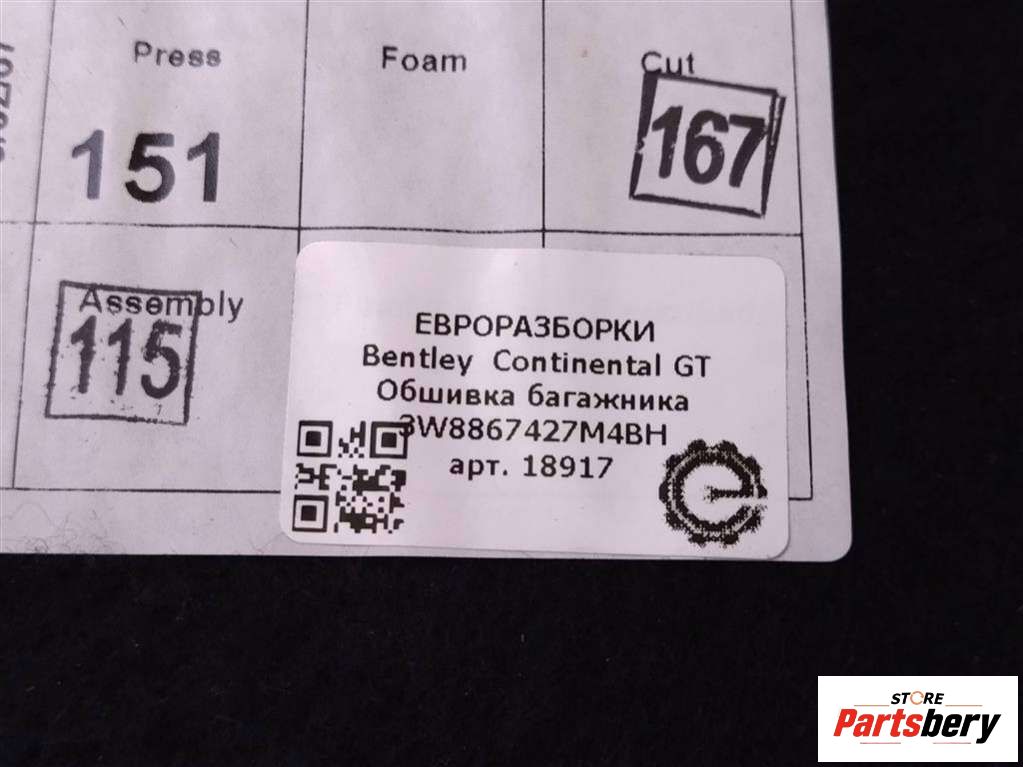 Press
Foam
Cut
151
167
Assembly
115
ЕВРОРАЗБОРКИ
Bentley Continental GT
Обшивка багажника
3W8867427M4BH
арт. 18917
STORE
Partsbery